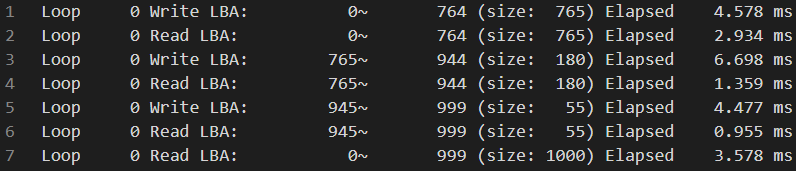 1 Loop 0 Write LBA: 0~ 764 (size: 765) Elapsed 4.578 ms
2 Loop 0 Read LBA: 0~ 764 (size: 765) Elapsed 2.934 ms
3 Loop 0 Write LBA: 765~ 944 (size: 180) Elapsed 6.698 ms
4 Loop 0 Read LBA: 765~ 944 (size: 180) Elapsed 1.359 ms
5 Loop 0 Write LBA: 945~ 999 (size: 55) Elapsed 4.477 ms
6 Loop 0 Read LBA: 945~ 999 (size: 55) Elapsed 0.955 ms
7 Loop 0 Read LBA: 0~ 999 (size: 1000) Elapsed 3.578 ms